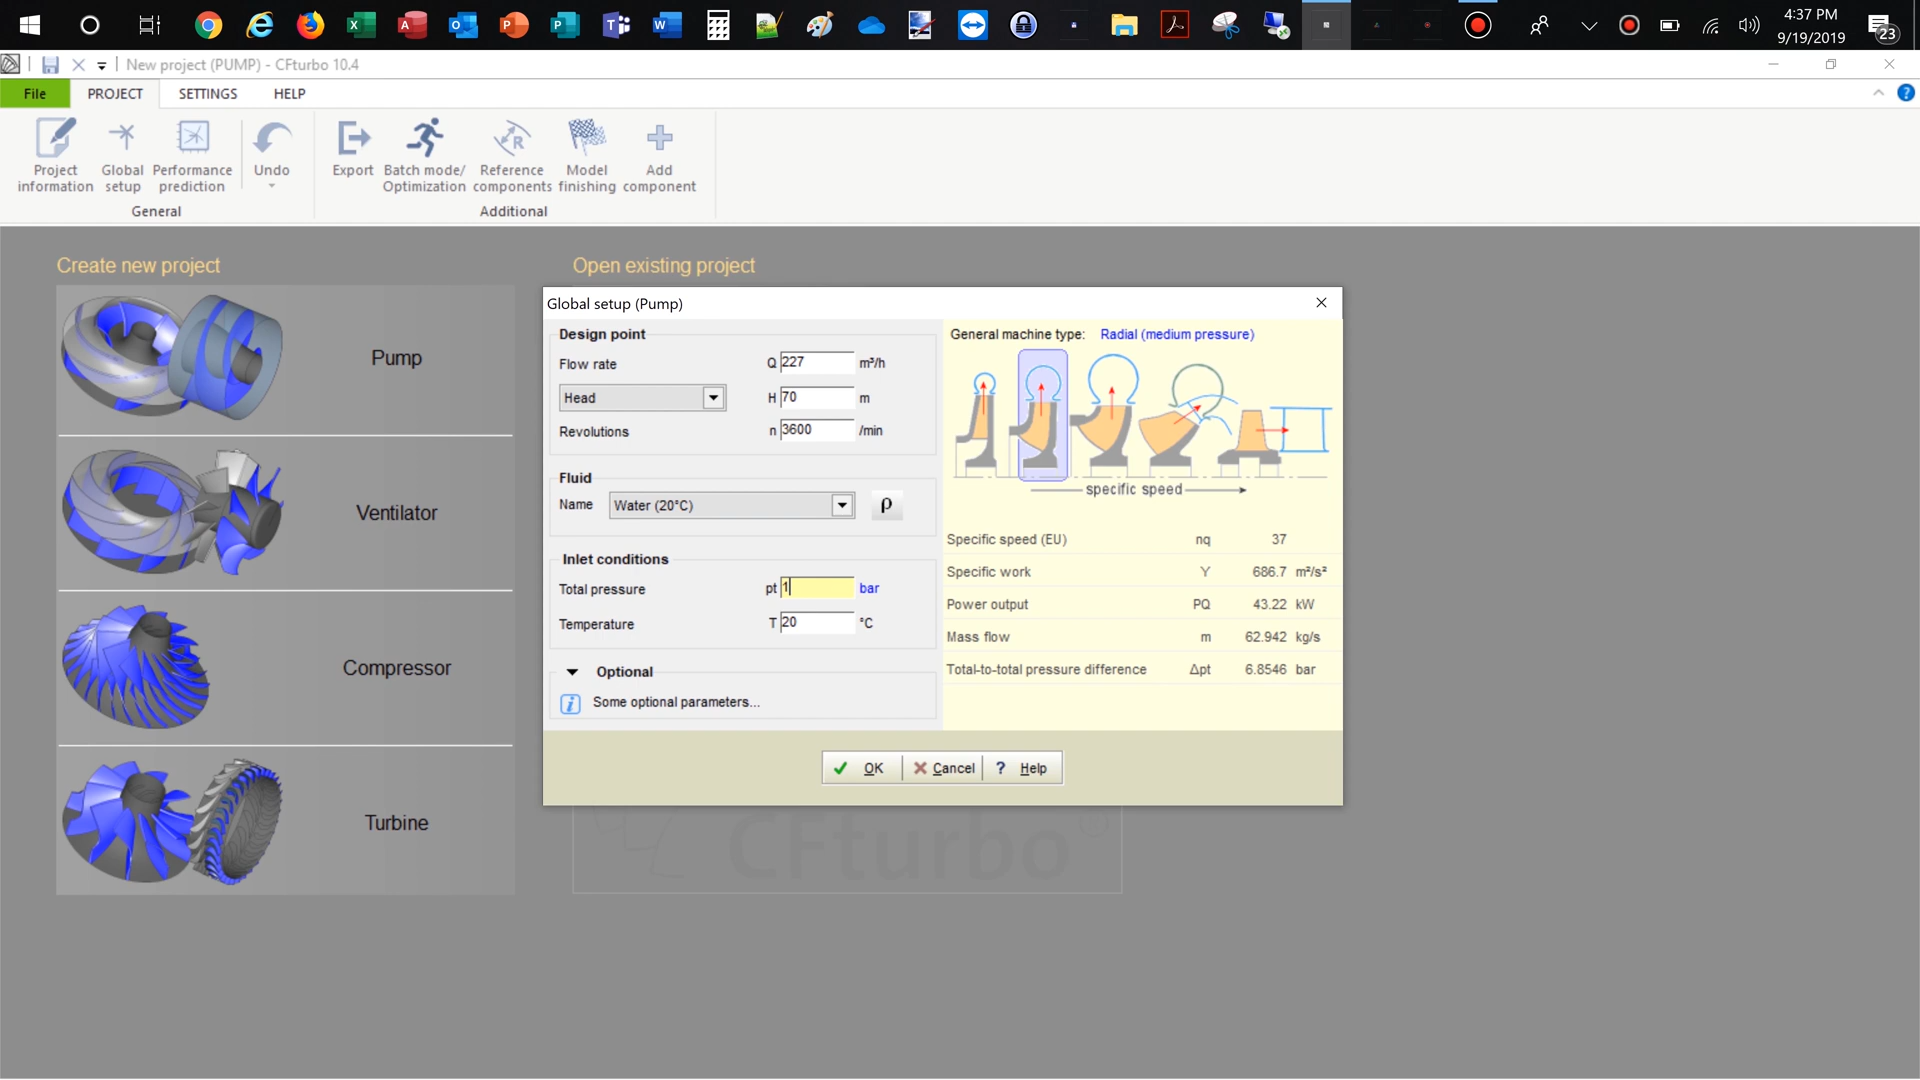 4:37 PM
9/19/2019
23
New project (PUMP) - CFturbo 10.4
File PROJECT SETTINGS HELP
Project information
Global setup
Performance prediction
Undo
Export
Batch mode/ Optimization
Reference components
Model finishing
Add component
General
Additional
Create new project
Open existing project
Pump
Ventilator
Compressor
Turbine
Global setup (Pump)
Design point
Flow rate Q 227 m³/h
Head H 70 m
Revolutions n 3600 /min
Fluid
Name Water (20°C) ρ
Inlet conditions
Total pressure pt 1 bar
Temperature T 20 °C
Optional
Some optional parameters...
General machine type: Radial (medium pressure)
specific speed
Specific speed (EU) nq 37
Specific work Y 686.7 m²/s²
Power output PQ 43.22 kW
Mass flow m 62.942 kg/s
Total-to-total pressure difference Δpt 6.8546 bar
OK Cancel ? Help
CFturbo